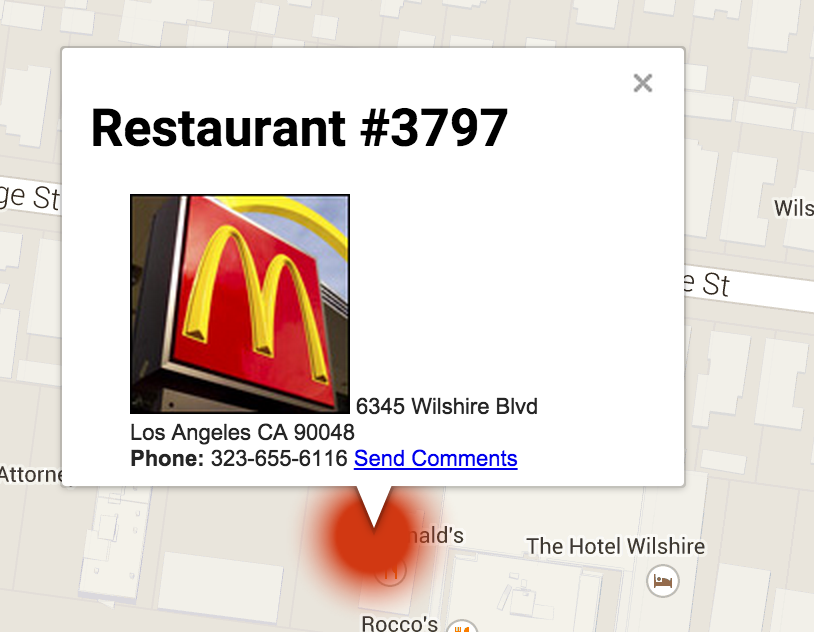 Restaurant #3797
ge St
Wils
e St
M
6345 Wilshire Blvd
Los Angeles CA 90048
Phone: 323-655-6116 Send Comments
Attorne
nald's
The Hotel Wilshire
Rocco's